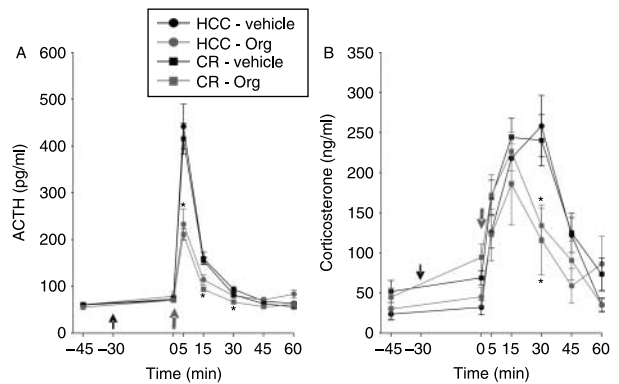 HCC - vehicle
HCC - Org
CR - vehicle
CR - Org
A
600
500
400
300
200
100
0
ACTH (pg/ml)
*
*
*
–45 –30 0 5 15 30 45 60
Time (min)
B
350
300
250
200
150
100
50
0
Corticosterone (ng/ml)
*
*
–45 –30 0 5 15 30 45 60
Time (min)